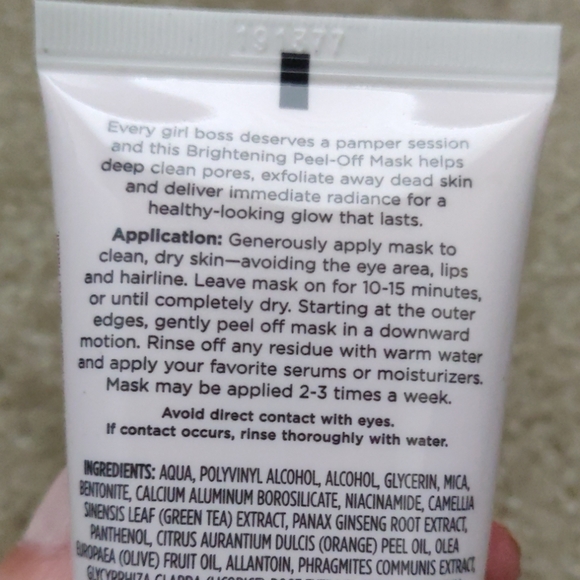 191377
Every girl boss deserves a pamper session
and this Brightening Peel-Off Mask helps
deep clean pores, exfoliate away dead skin
and deliver immediate radiance for a
healthy-looking glow that lasts.
Application: Generously apply mask to
clean, dry skin—avoiding the eye area, lips
and hairline. Leave mask on for 10-15 minutes,
or until completely dry. Starting at the outer
edges, gently peel off mask in a downward
motion. Rinse off any residue with warm water
and apply your favorite serums or moisturizers.
Mask may be applied 2-3 times a week.
Avoid direct contact with eyes.
If contact occurs, rinse thoroughly with water.
INGREDIENTS: AQUA, POLYVINYL ALCOHOL, ALCOHOL, GLYCERIN, MICA,
BENTONITE, CALCIUM ALUMINUM BOROSILICATE, NIACINAMIDE, CAMELLIA
SINENSIS LEAF (GREEN TEA) EXTRACT, PANAX GINSENG ROOT EXTRACT,
PANTHENOL, CITRUS AURANTIUM DULCIS (ORANGE) PEEL OIL, OLEA
EUROPAEA (OLIVE) FRUIT OIL, ALLANTOIN, PHRAGMITES COMMUNIS EXTRACT,
GLYCYRRHIZA GLABRA (LICORICE) ROOT